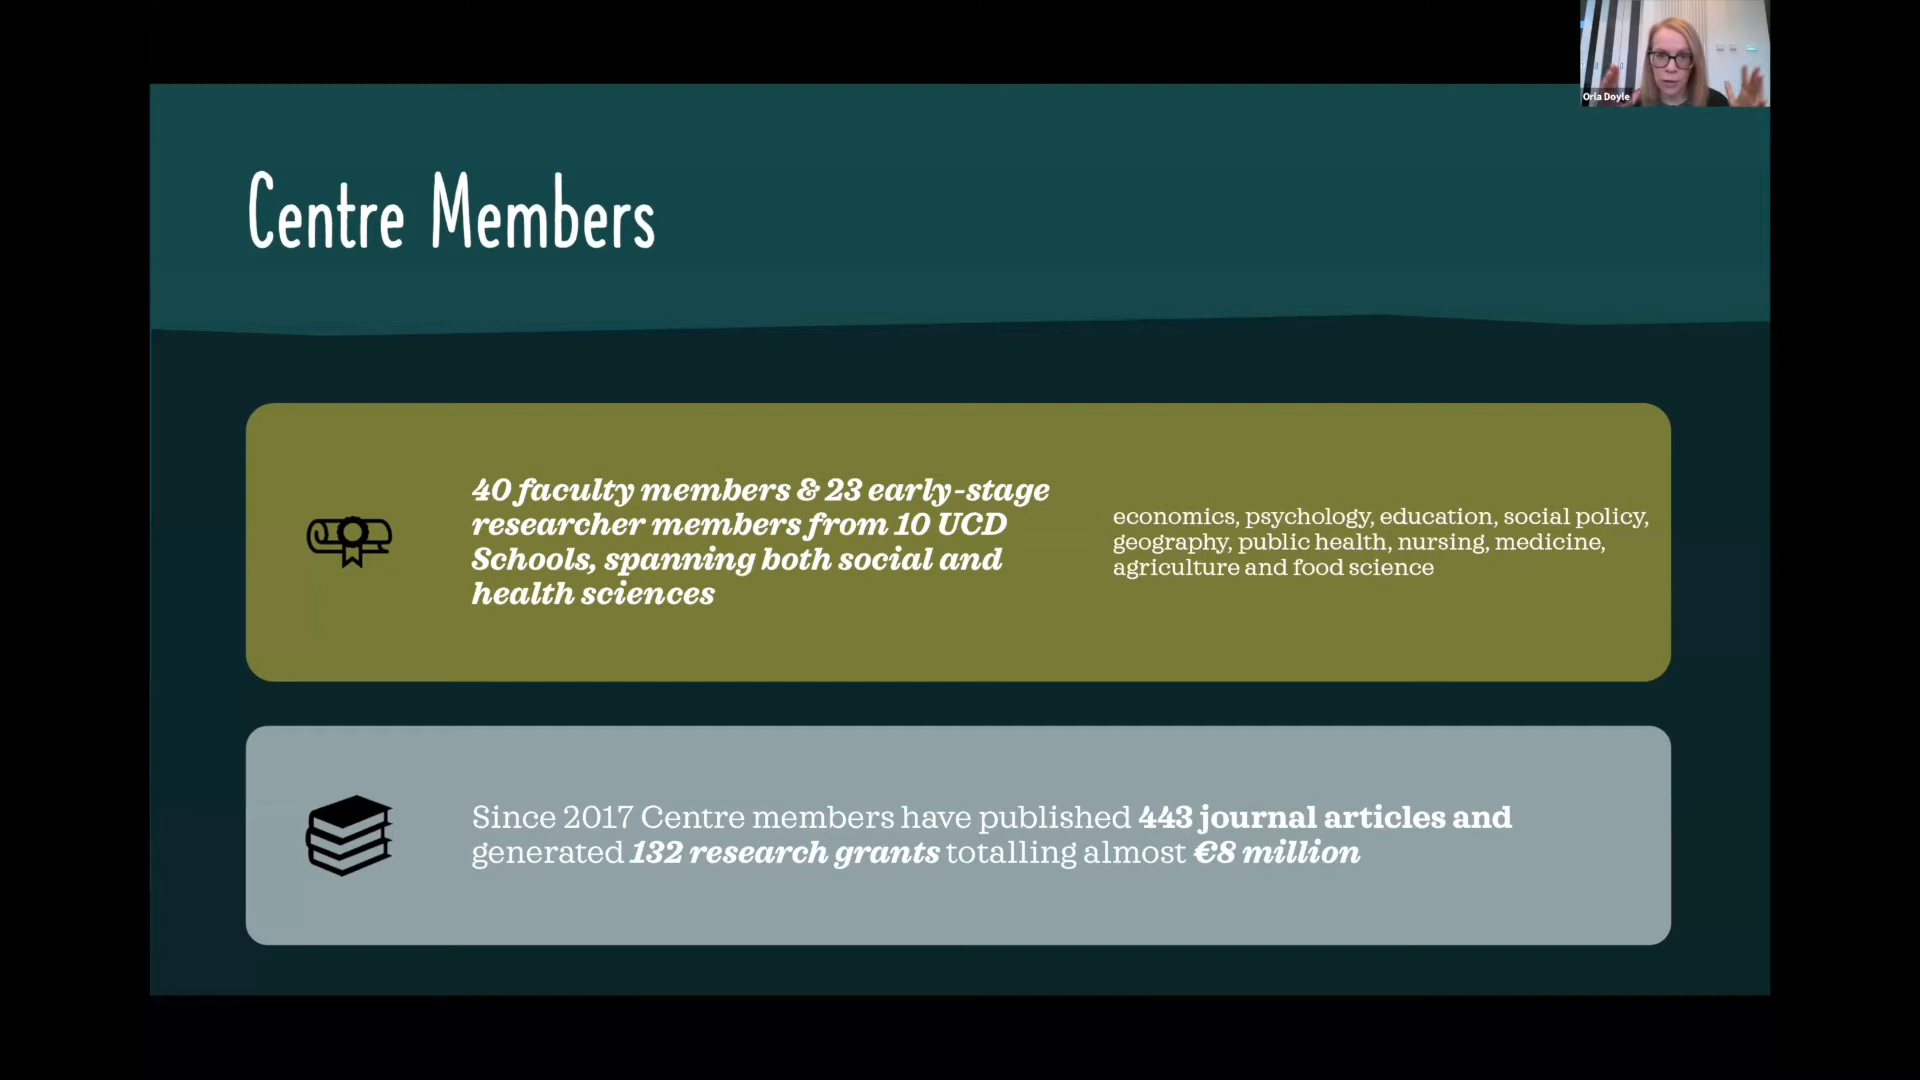 Orla Doyle
Centre Members
40 faculty members & 23 early-stage
researcher members from 10 UCD
Schools, spanning both social and
health sciences
economics, psychology, education, social policy,
geography, public health, nursing, medicine,
agriculture and food science
Since 2017 Centre members have published 443 journal articles and
generated 132 research grants totalling almost €8 million